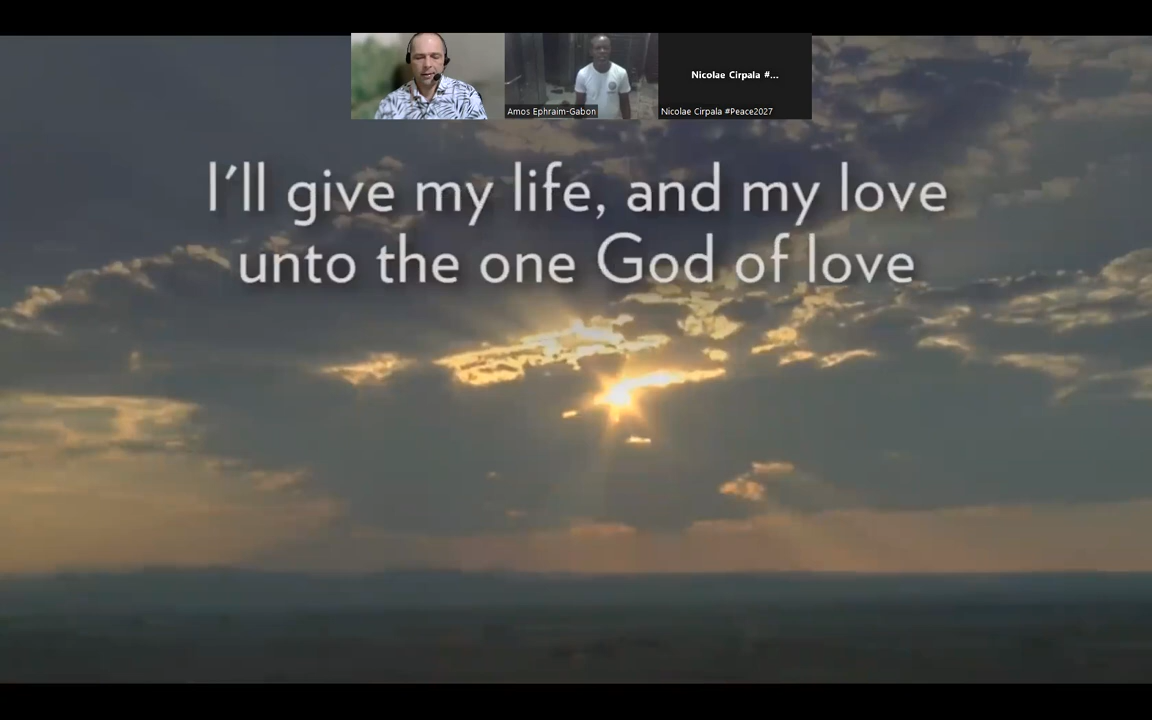 Nicolae Cirpala #...
Amos Ephraim-Gabon
Nicolae Cirpala #Peace2027
I'll give my life, and my love
unto the one God of love